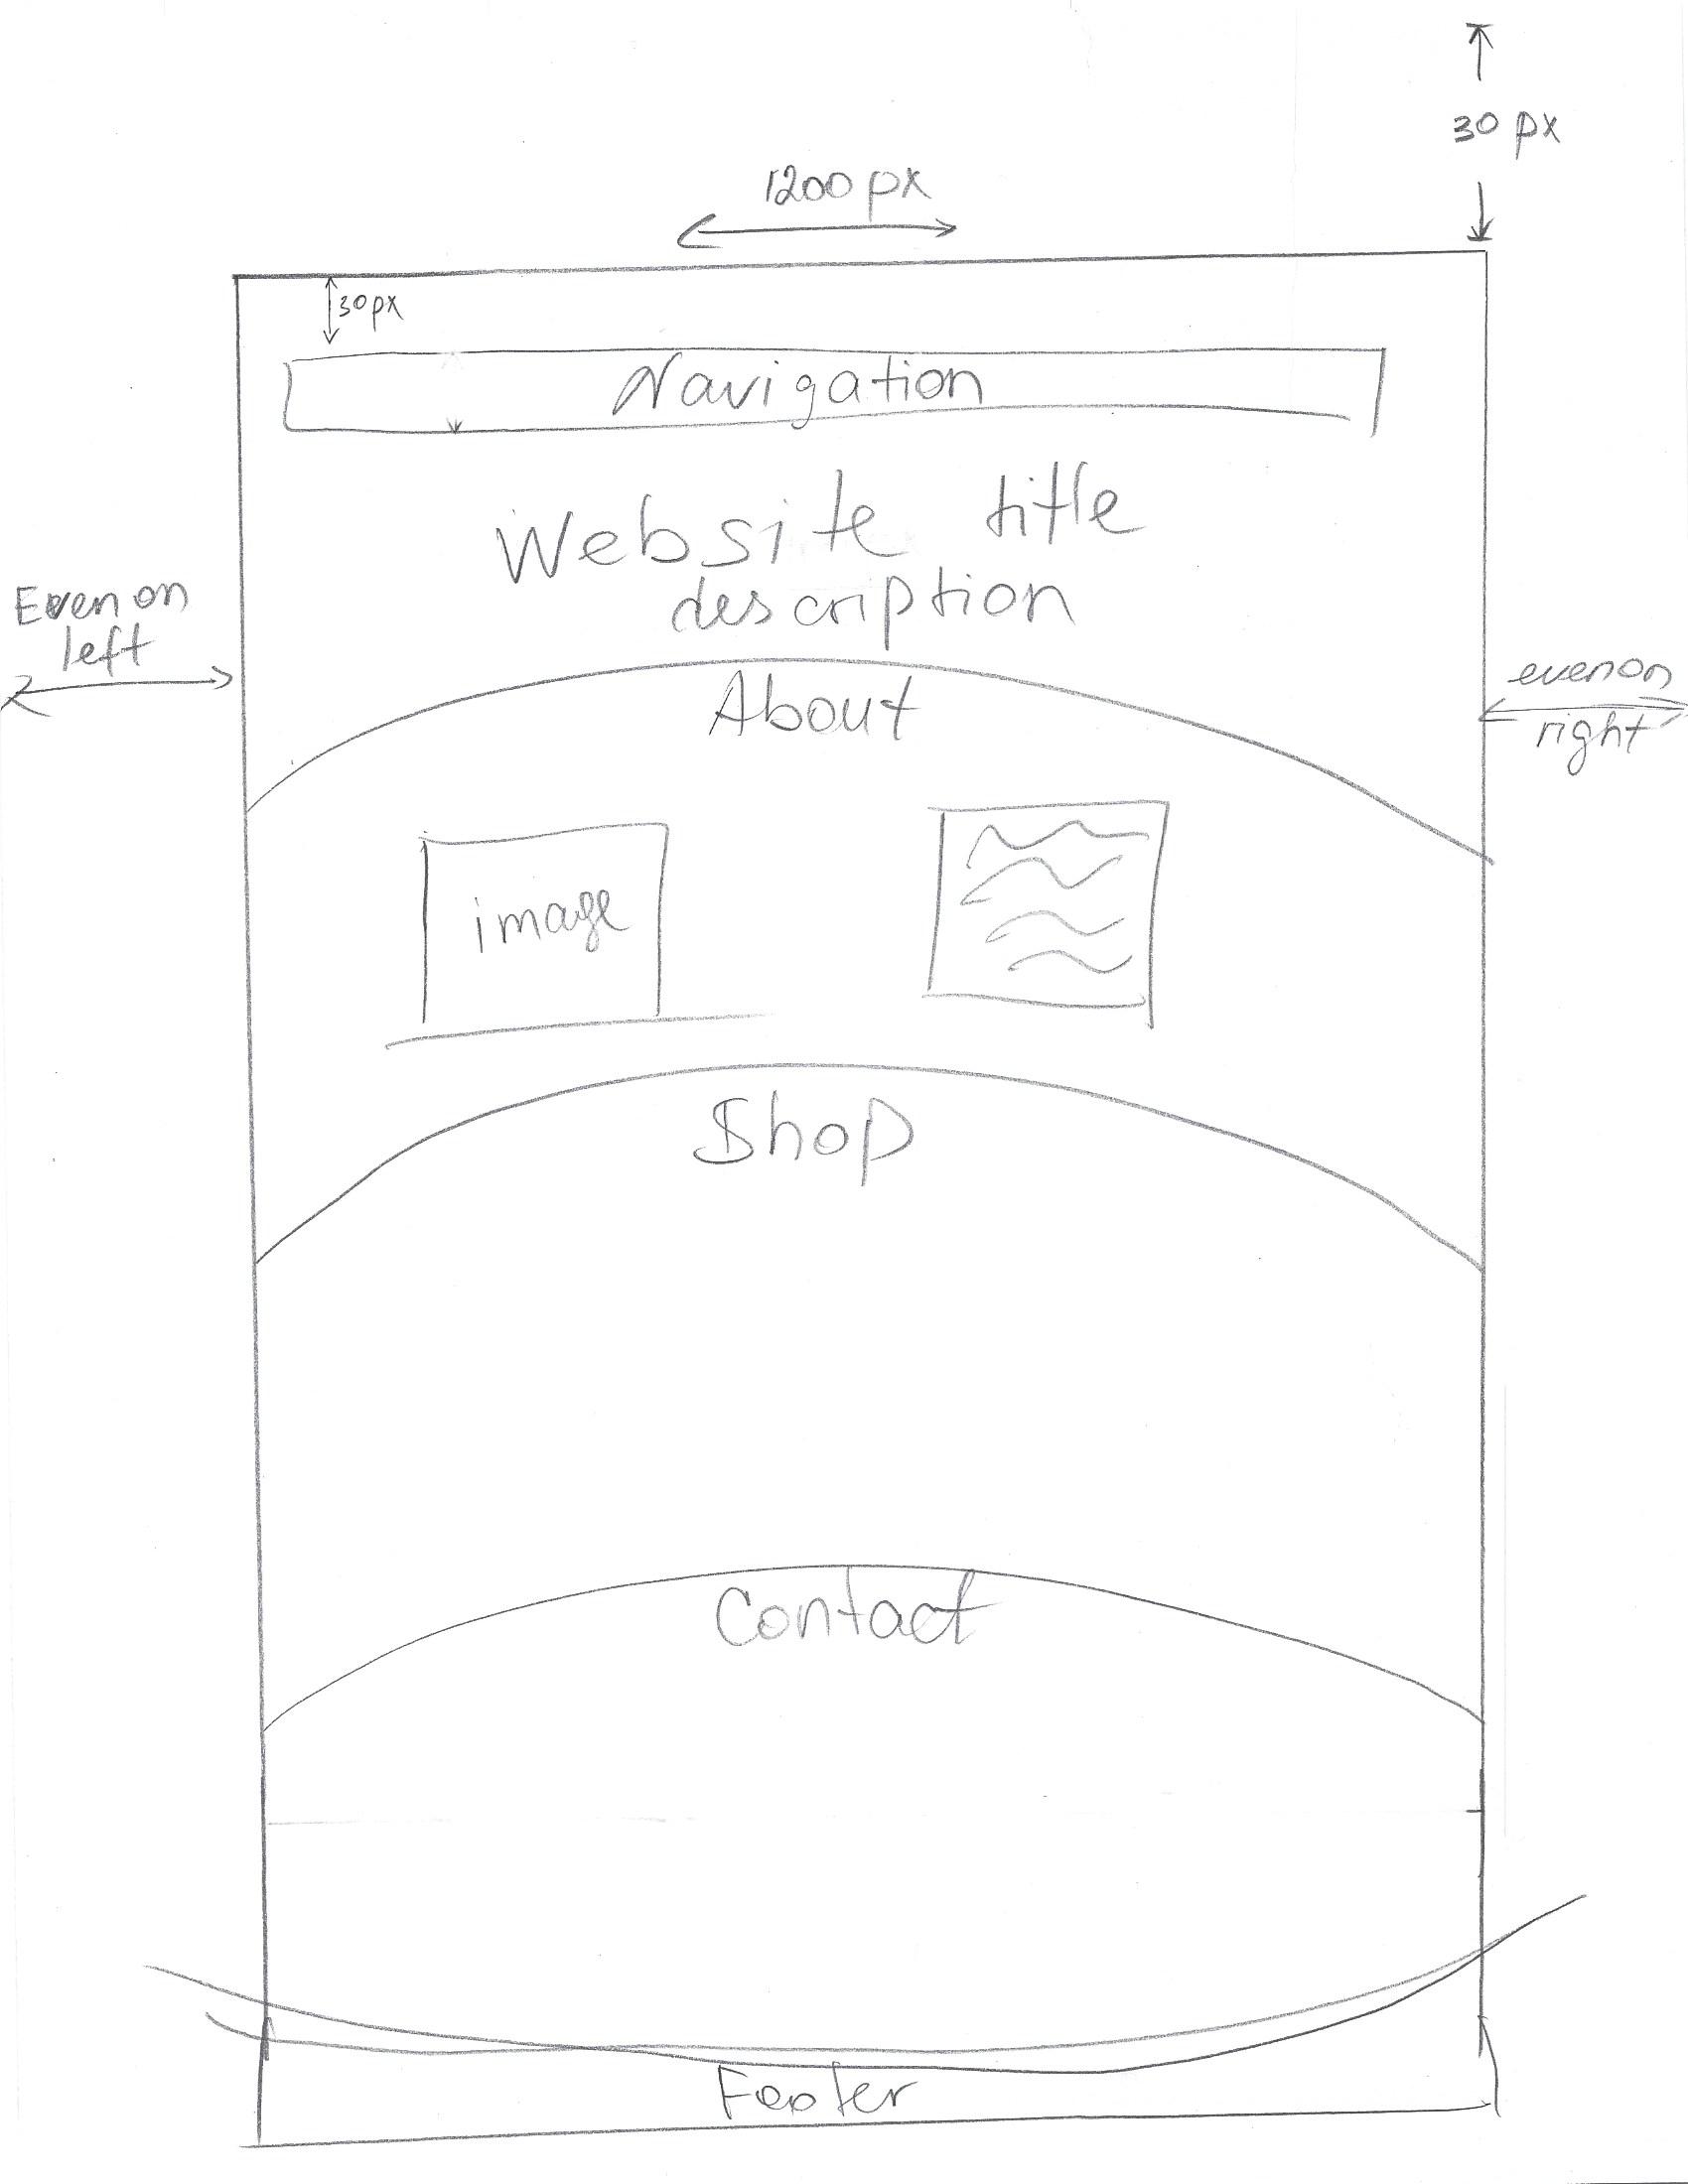 30 px
1200 px
30px
Navigation
Website title
description
Even on
left
About
even on
right
image
Shop
Contact
Footer